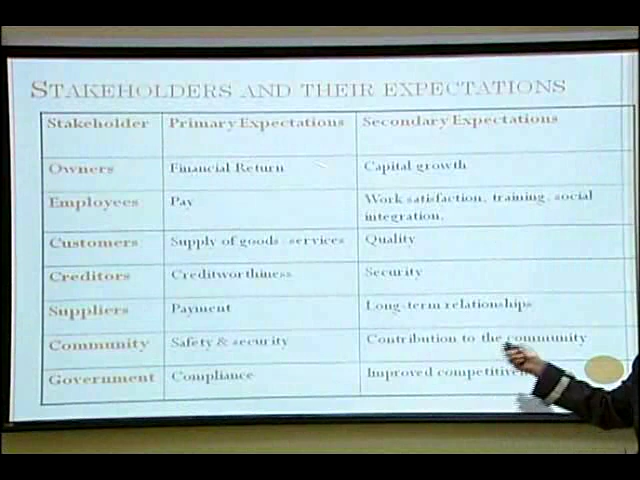 STAKEHOLDERS AND THEIR EXPECTATIONS
Stakeholder Primary Expectations Secondary Expectations
Owners Financial Return Capital growth
Employees Pay Work satisfaction, training, social
integration,
Customers Supply of goods services Quality
Creditors Creditworthiness Security
Suppliers Payment Long-term relationships
Community Safety & security Contribution to the community
Government Compliance Improved